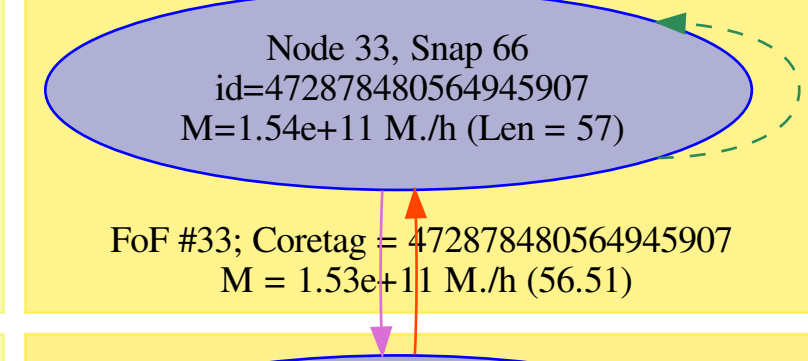 Node 33, Snap 66
id=472878480564945907
M=1.54e+11 M./h (Len = 57)
FoF #33; Coretag = 472878480564945907
M = 1.53e+11 M./h (56.51)